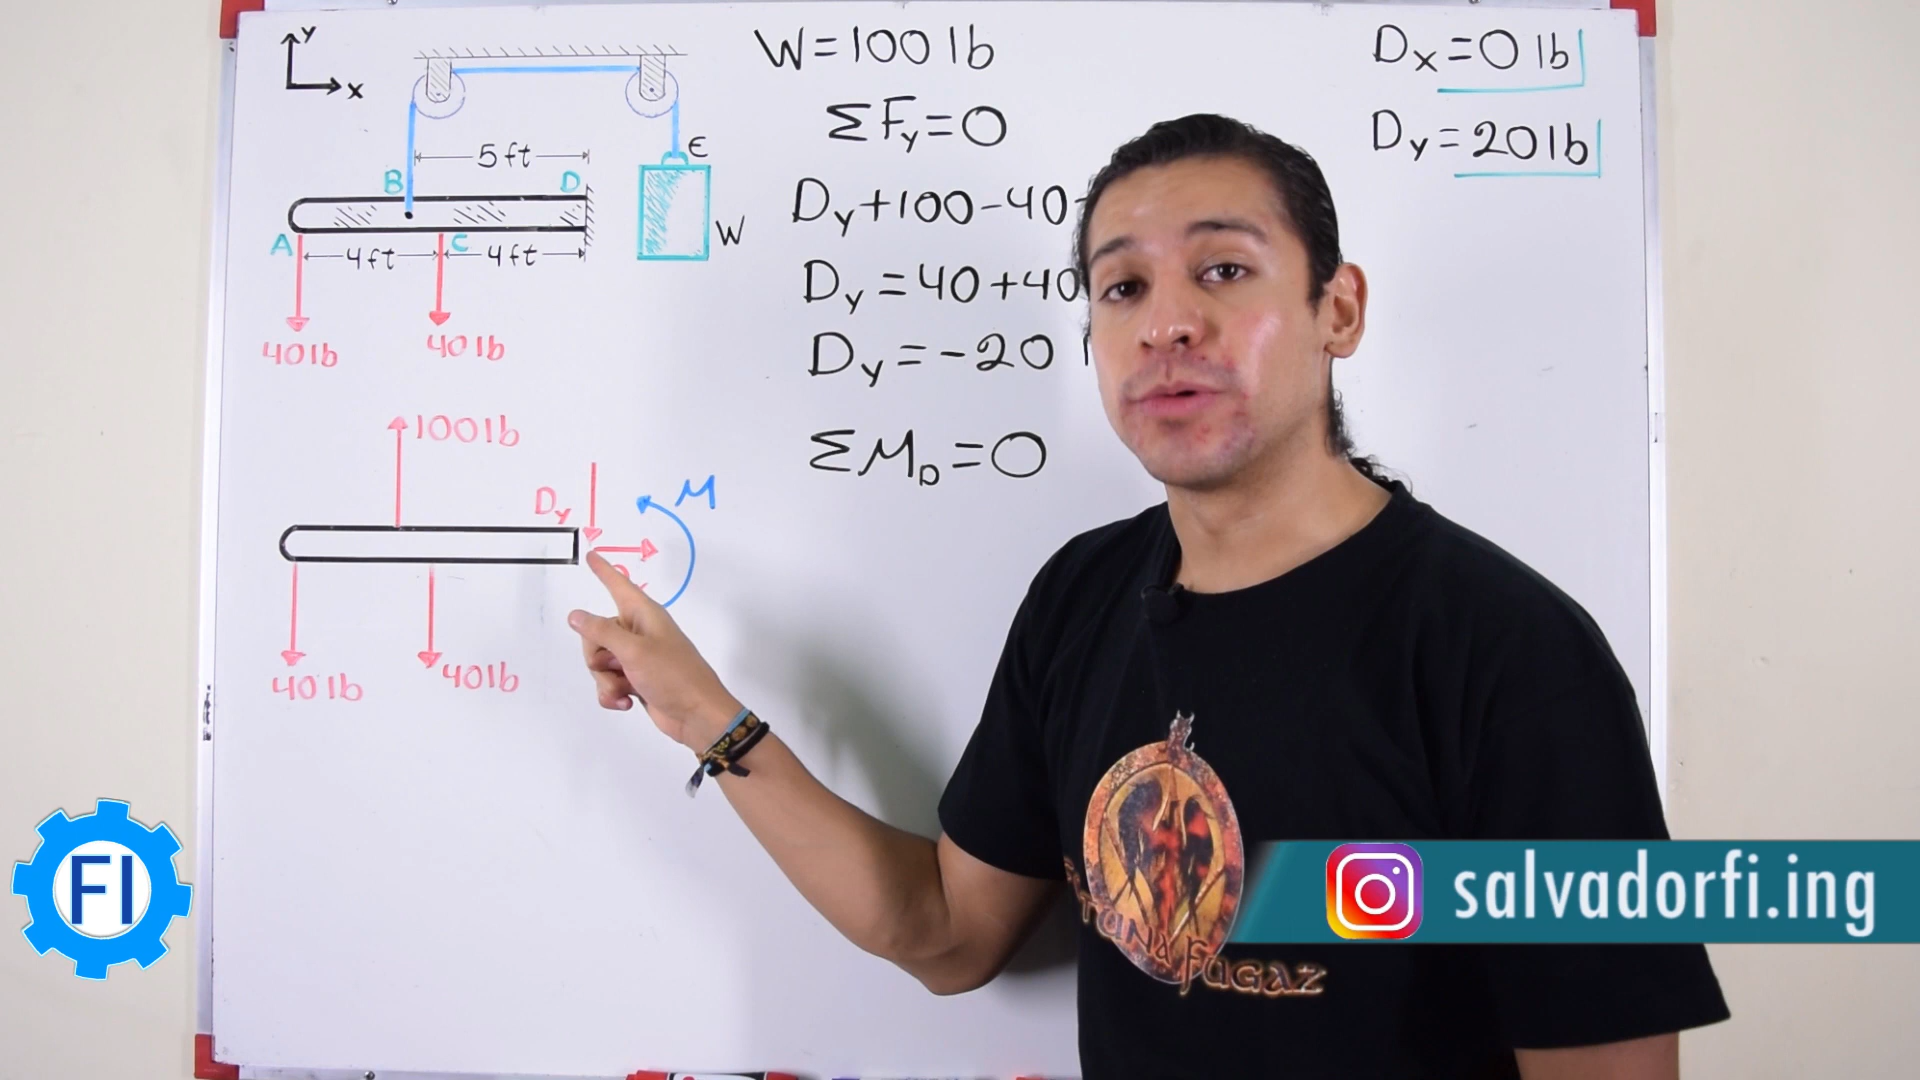 Y
X
5 ft
B
D
E
W
A
C
4 ft
4 ft
40 lb
40 lb
100 lb
Dy
M
40 lb
40 lb
W = 100 lb
ΣFy = 0
Dy + 100 - 40
Dy = 40 + 40
Dy = -20
ΣMD = 0
Dx = 0 lb
Dy = 20 lb
FI
TUNA FUGAZ
salvadorfi.ing